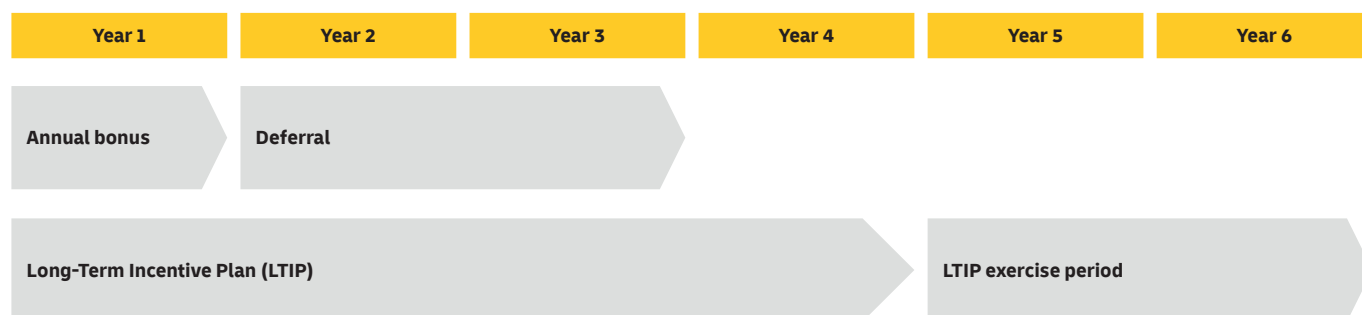 Year 1 Year 2 Year 3 Year 4 Year 5 Year 6
Annual bonus Deferral
Long-Term Incentive Plan (LTIP) LTIP exercise period